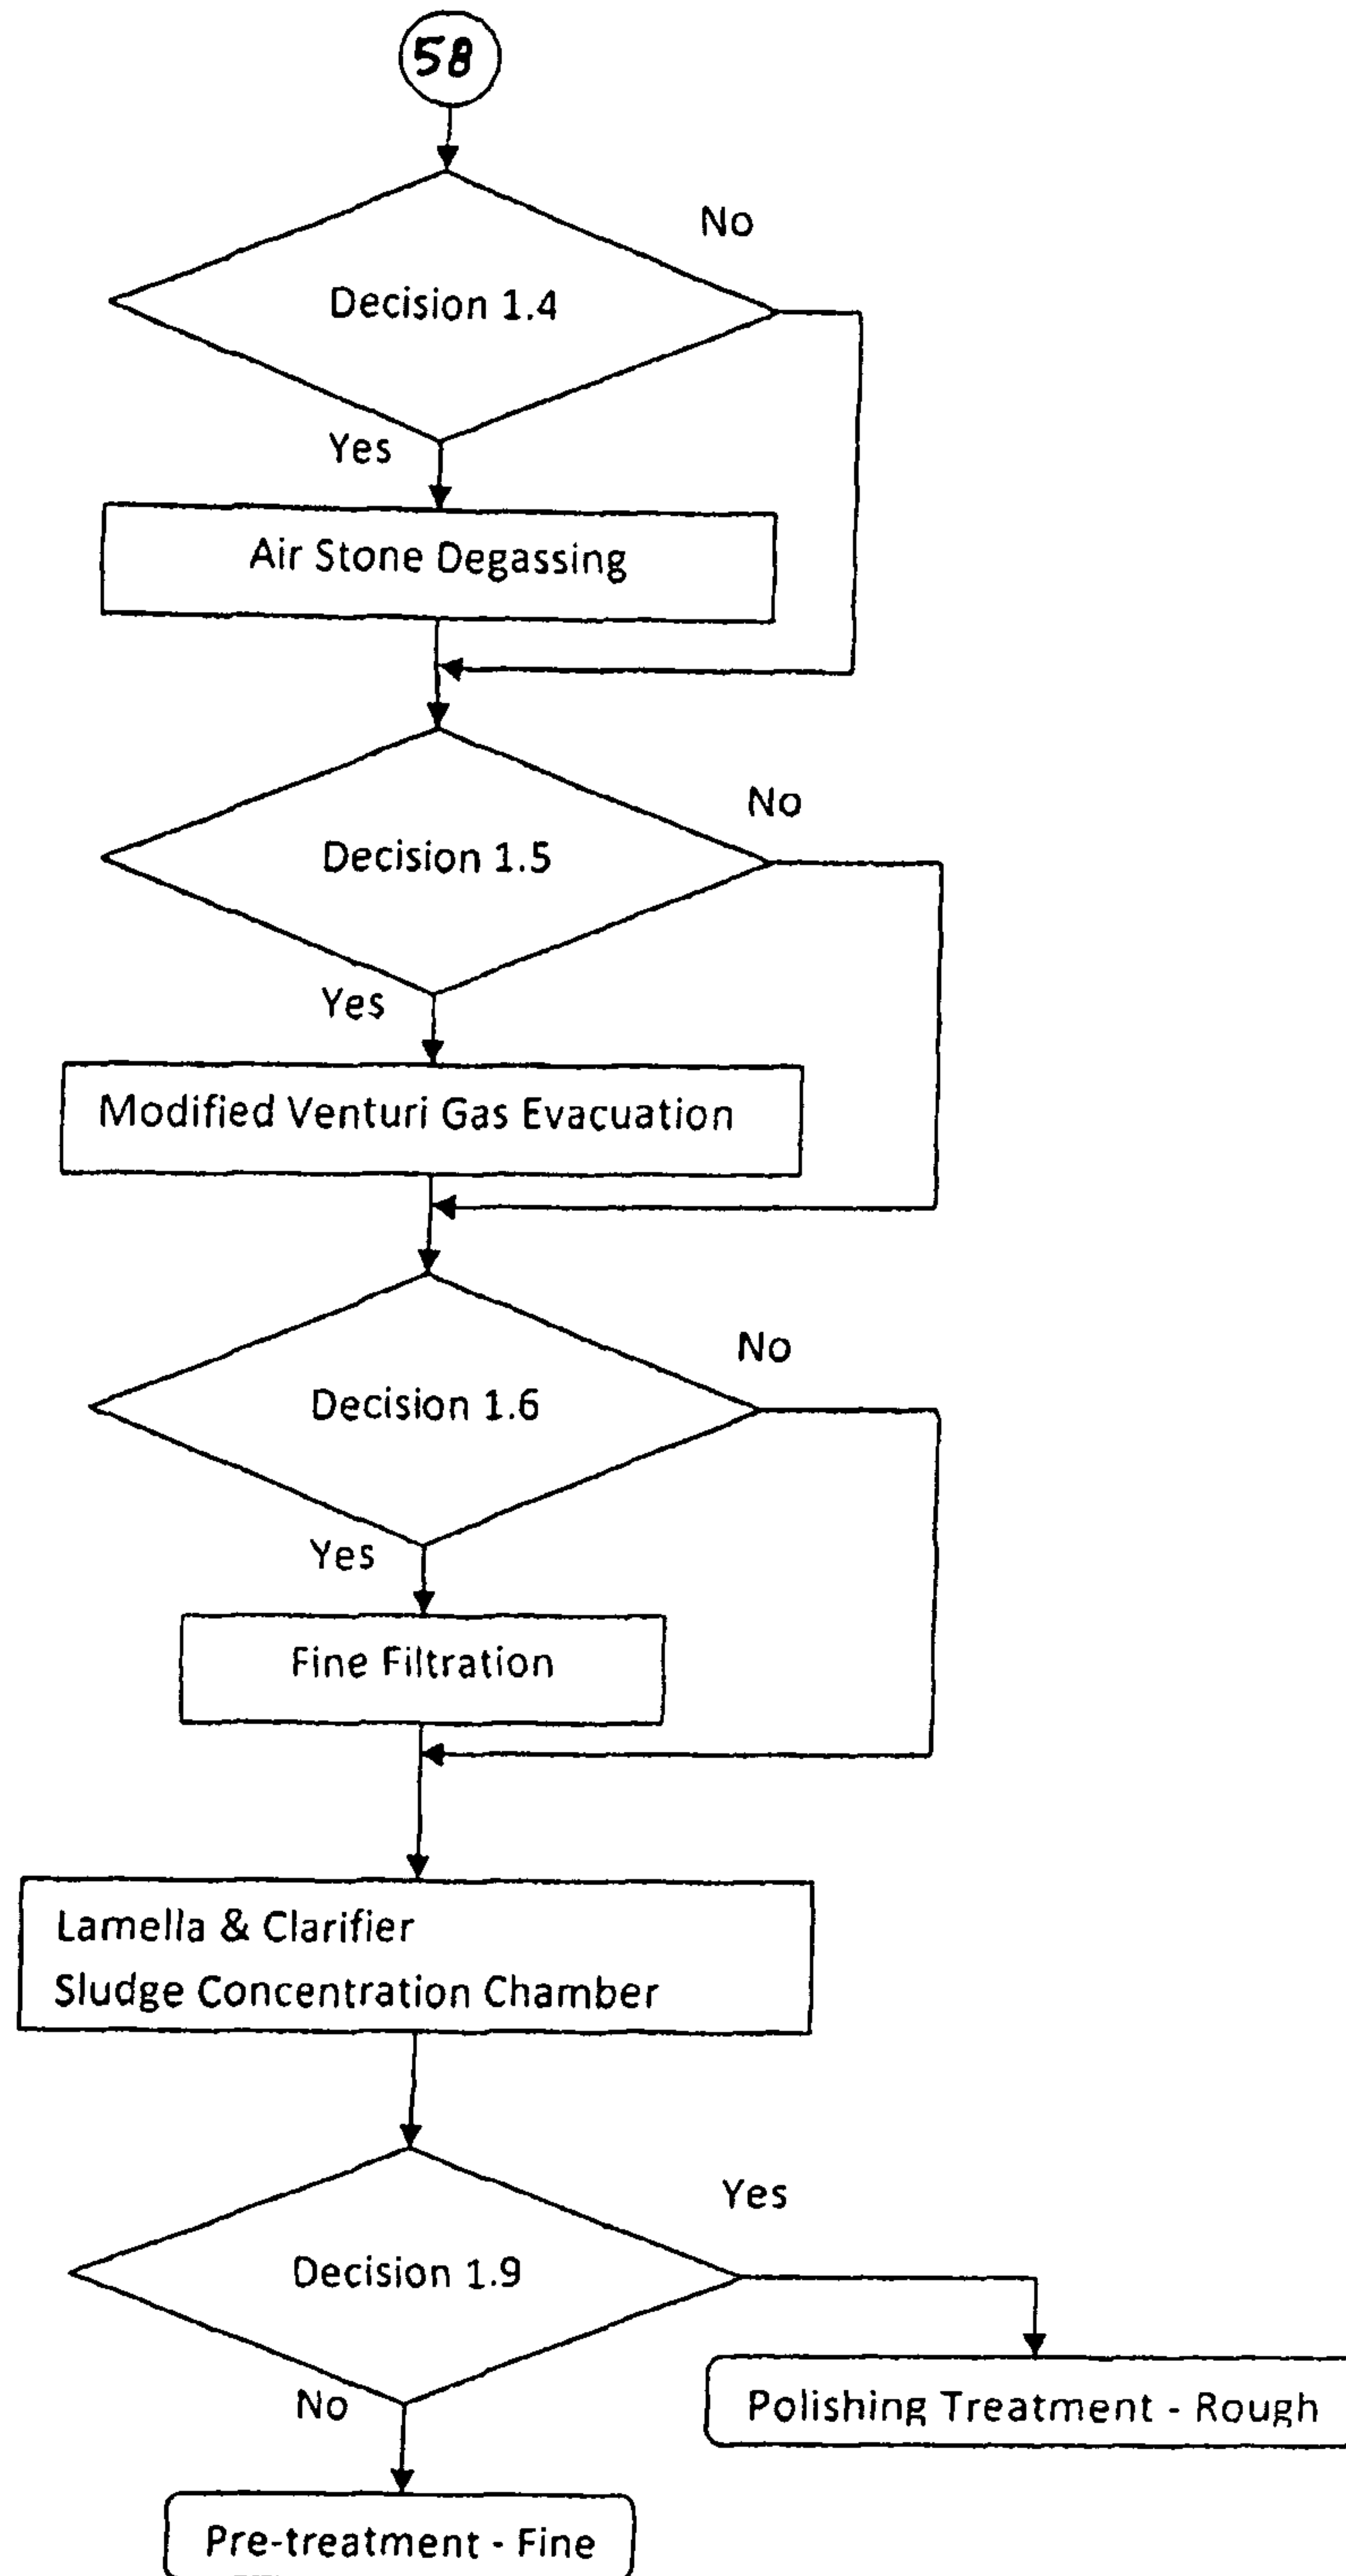 58
No
Decision 1.4
Yes
Air Stone Degassing
No
Decision 1.5
Yes
Modified Venturi Gas Evacuation
No
Decision 1.6
Yes
Fine Filtration
Lamella & Clarifier
Sludge Concentration Chamber
Yes
Decision 1.9
No
Polishing Treatment - Rough
Pre-treatment - Fine